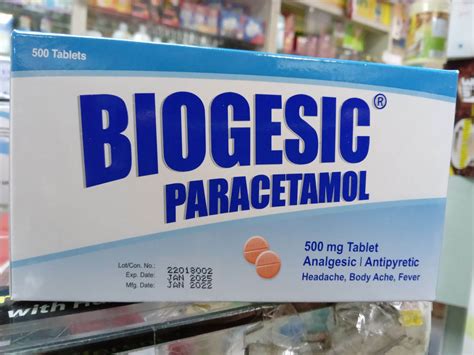 500 Tablets
BIOGESIC®
PARACETAMOL
500 mg Tablet
Analgesic | Antipyretic
Headache, Body Ache, Fever
Lot/Con. No.: 22018002
Exp. Date: JAN 2025
Mfg. Date: JAN 2022
with